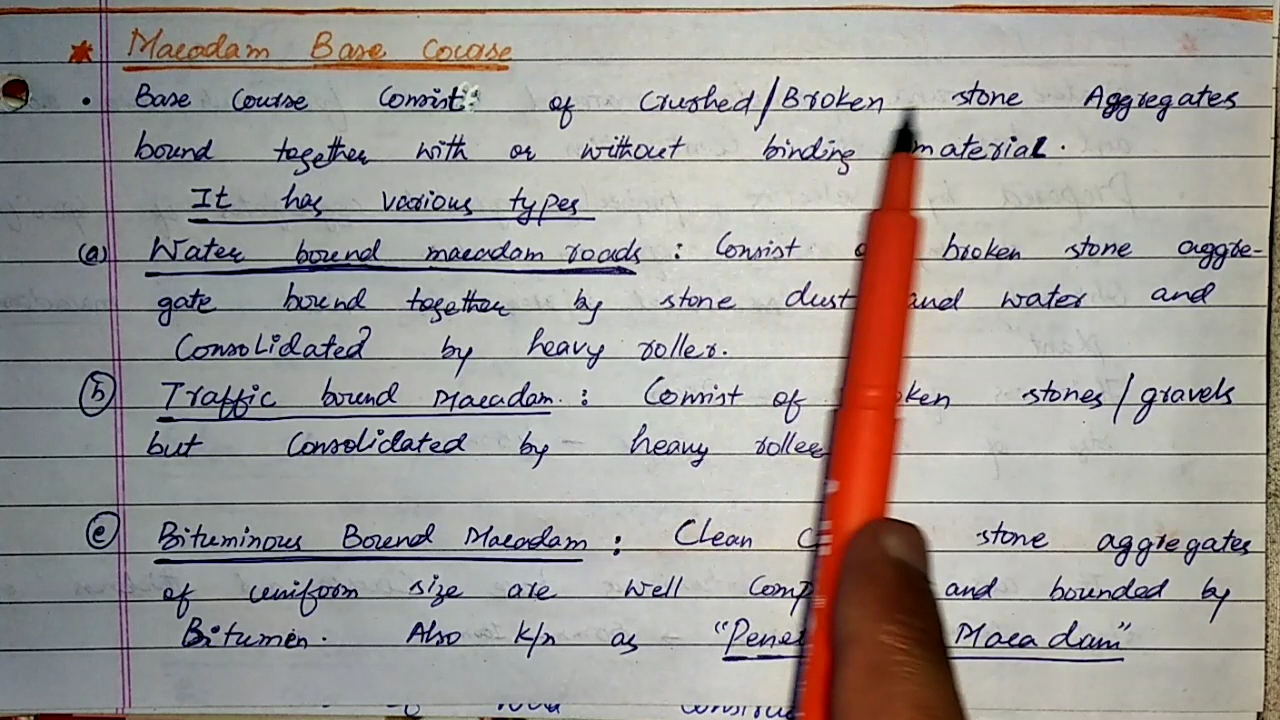 * Macadam Base Course
• Base Course Consist of Crushed/Broken stone Aggregates
bound together with or without binding material.
It has various types
(a) Water bound macadam roads : Consist broken stone aggre-
gate bound together by stone dust and water and
Consolidated by heavy roller.
(b) Traffic bound Macadam : Consist of stones/gravels
but Consolidated by heavy roller
(c) Bituminous Bound Macadam : Clean stone aggregates
of uniform size are well and bounded by
Bitumen. Also k/n as Macadam"